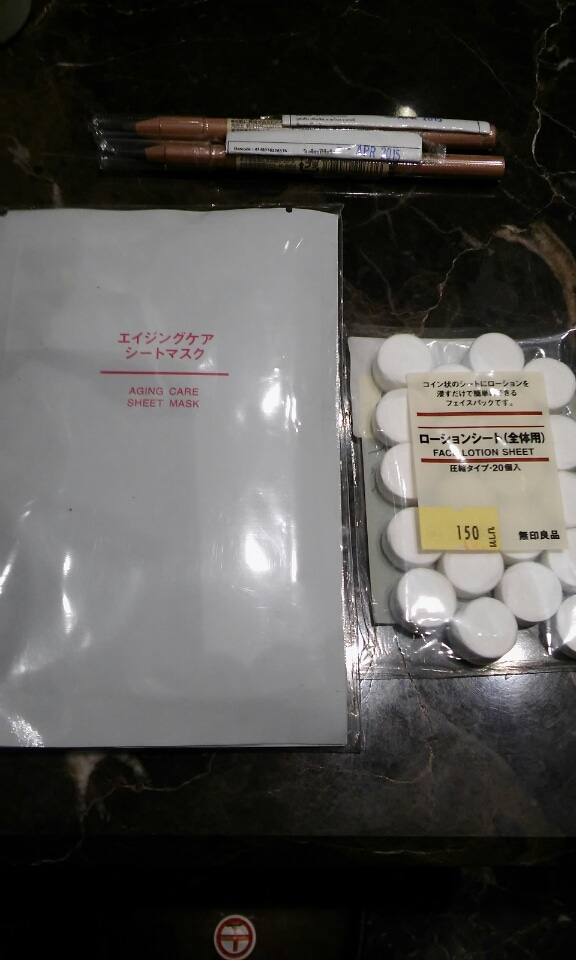 2015
APR 2015
エイジングケア
シートマスク
AGING CARE
SHEET MASK
コイン状のシートにローションを
浸すだけで簡単にできる
フェイスパックです。
ローションシート(全体用)
FACE LOTION SHEET
圧縮タイプ・20個入
150
無印良品